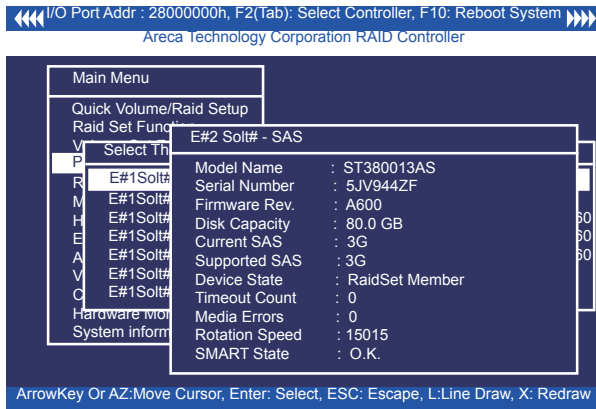 I/O Port Addr : 28000000h, F2(Tab): Select Controller, F10: Reboot System
Areca Technology Corporation RAID Controller
Main Menu
Quick Volume/Raid Setup
Raid Set Function
V
P
R
M
H
E
A
V
C
Hardware Mo
System inform
Select Th
E#1Solt#
E#1Solt#
E#1Solt#
60
E#1Solt#
60
E#1Solt#
60
E#1Solt#
E#1Solt#
E#2 Solt# - SAS
Model Name : ST380013AS
Serial Number : 5JV944ZF
Firmware Rev. : A600
Disk Capacity : 80.0 GB
Current SAS : 3G
Supported SAS : 3G
Device State : RaidSet Member
Timeout Count : 0
Media Errors : 0
Rotation Speed : 15015
SMART State : O.K.
ArrowKey Or AZ:Move Cursor, Enter: Select, ESC: Escape, L:Line Draw, X: Redraw